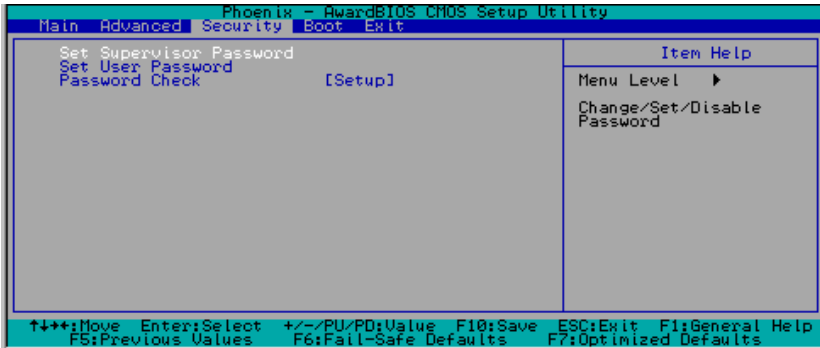 Phoenix - AwardBIOS CMOS Setup Utility
Main Advanced Security Boot Exit
Set Supervisor Password
Set User Password
Password Check [Setup]
Item Help
Menu Level ▶
Change/Set/Disable
Password
↑↓→←:Move Enter:Select +/-/PU/PD:Value F10:Save ESC:Exit F1:General Help
F5:Previous Values F6:Fail-Safe Defaults F7:Optimized Defaults